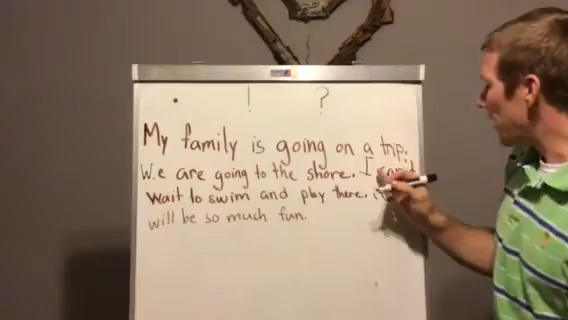 . ! ?
My family is going on a trip.
We are going to the shore. I can't
wait to swim and play there.
will be so much fun.